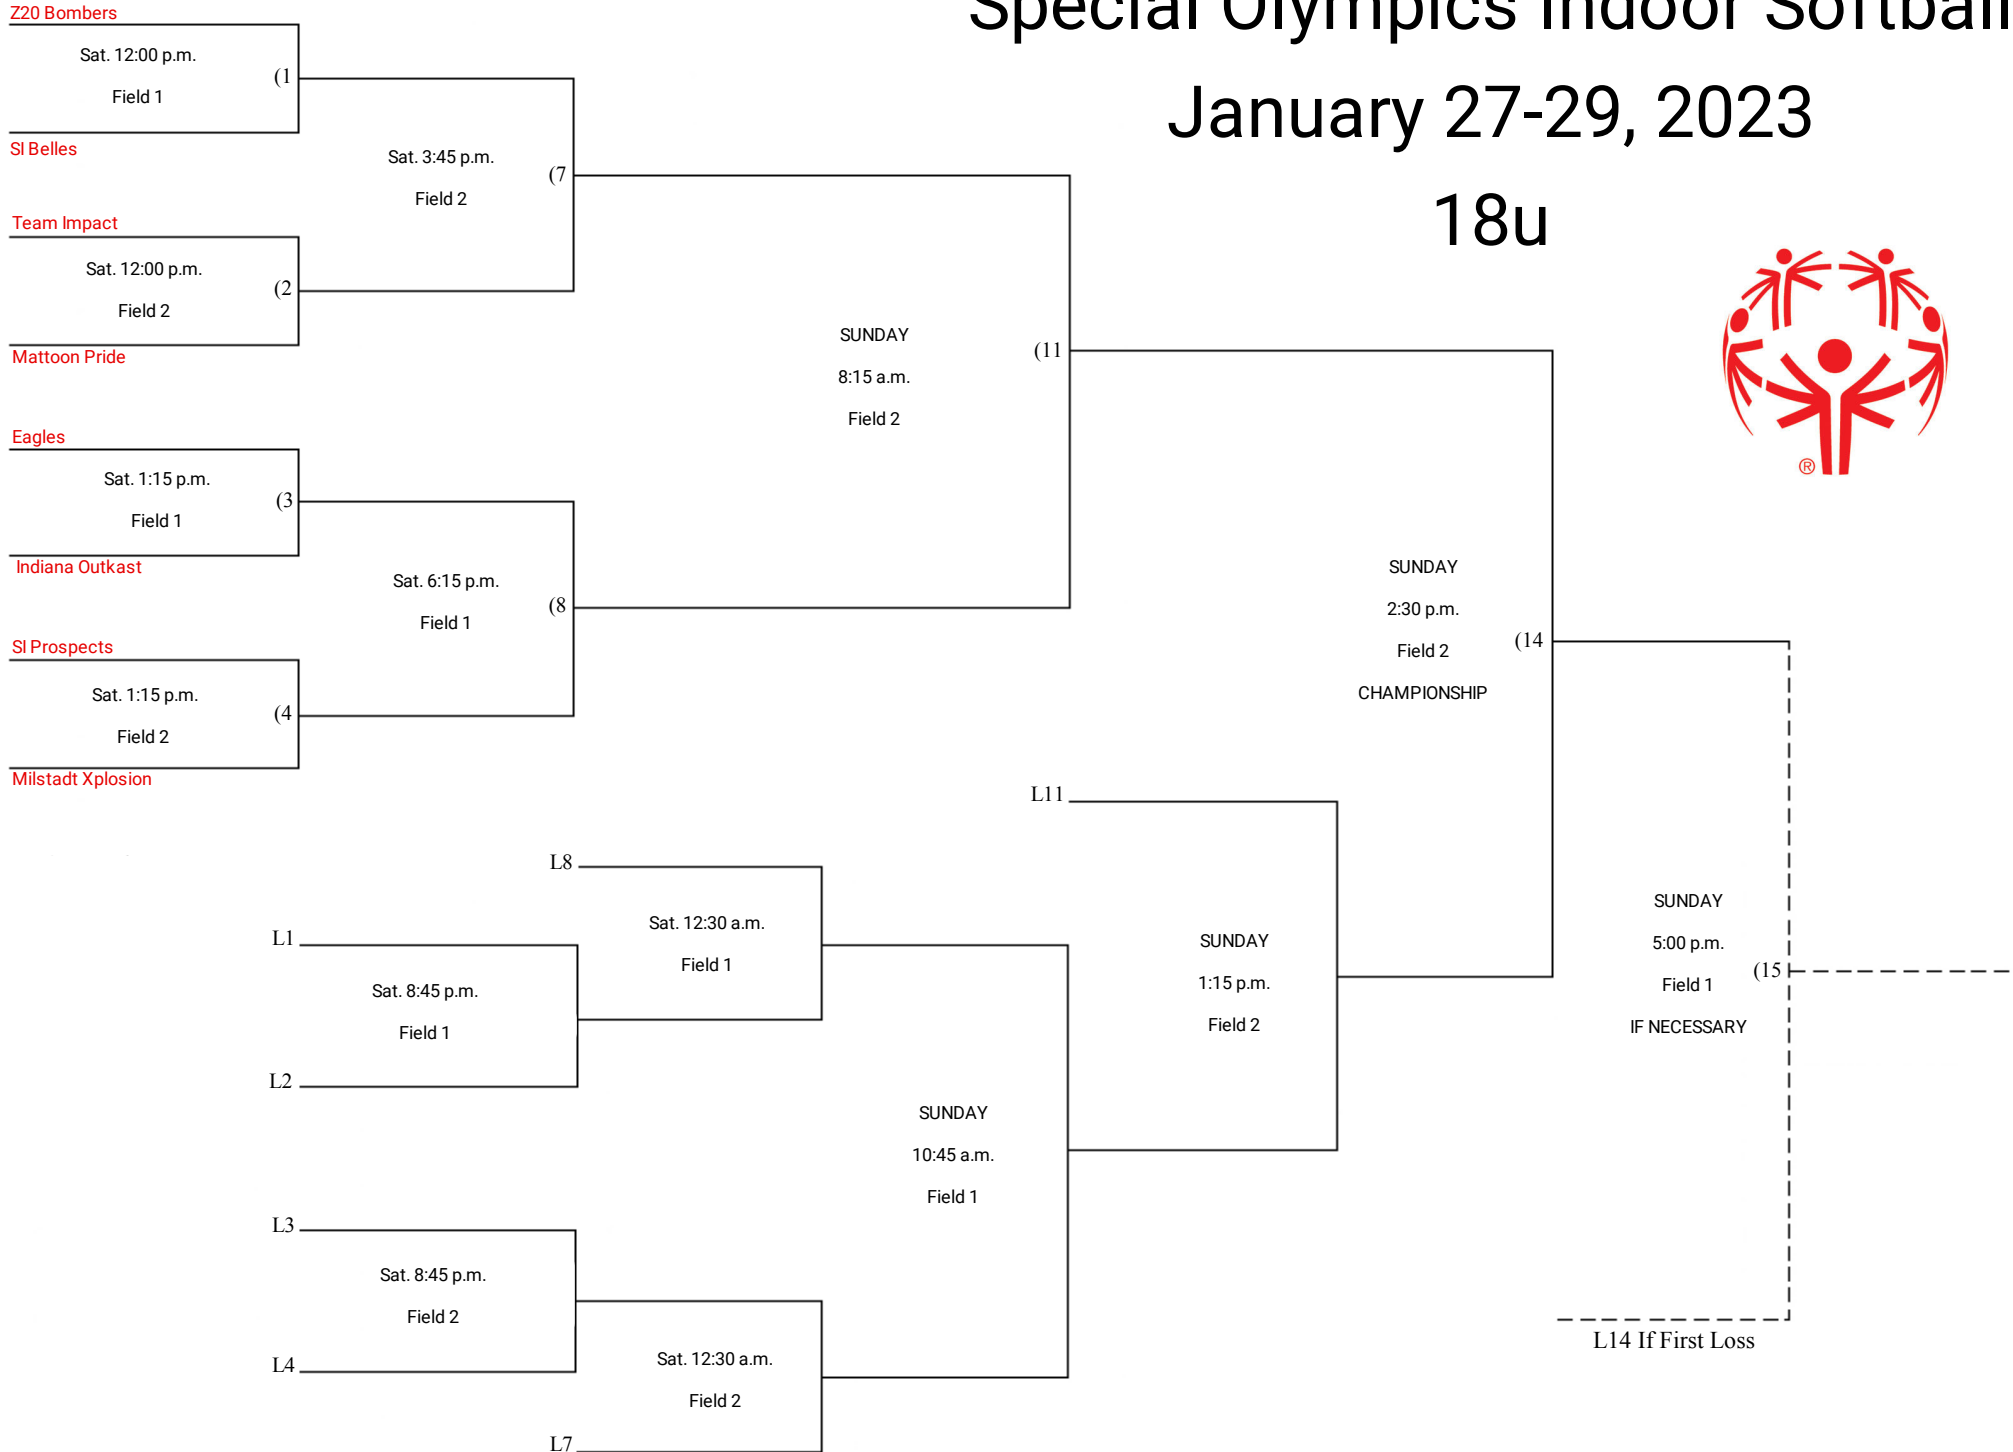 Special Olympics Indoor Softball
January 27-29, 2023
18u
®
Z20 Bombers
Sat. 12:00 p.m.
(1
Field 1
SI Belles
Sat. 3:45 p.m.
(7
Field 2
Team Impact
Sat. 12:00 p.m.
(2
Field 2
Mattoon Pride
SUNDAY
8:15 a.m.
Field 2
(11
Eagles
Sat. 1:15 p.m.
(3
Field 1
Indiana Outkast
Sat. 6:15 p.m.
(8
Field 1
SI Prospects
Sat. 1:15 p.m.
(4
Field 2
Milstadt Xplosion
SUNDAY
2:30 p.m.
Field 2
(14
CHAMPIONSHIP
L11
L8
Sat. 12:30 a.m.
Field 1
L1
Sat. 8:45 p.m.
Field 1
L2
SUNDAY
1:15 p.m.
Field 2
SUNDAY
5:00 p.m.
Field 1
(15
IF NECESSARY
SUNDAY
10:45 a.m.
Field 1
L3
Sat. 8:45 p.m.
Field 2
L4
Sat. 12:30 a.m.
Field 2
L7
L14 If First Loss